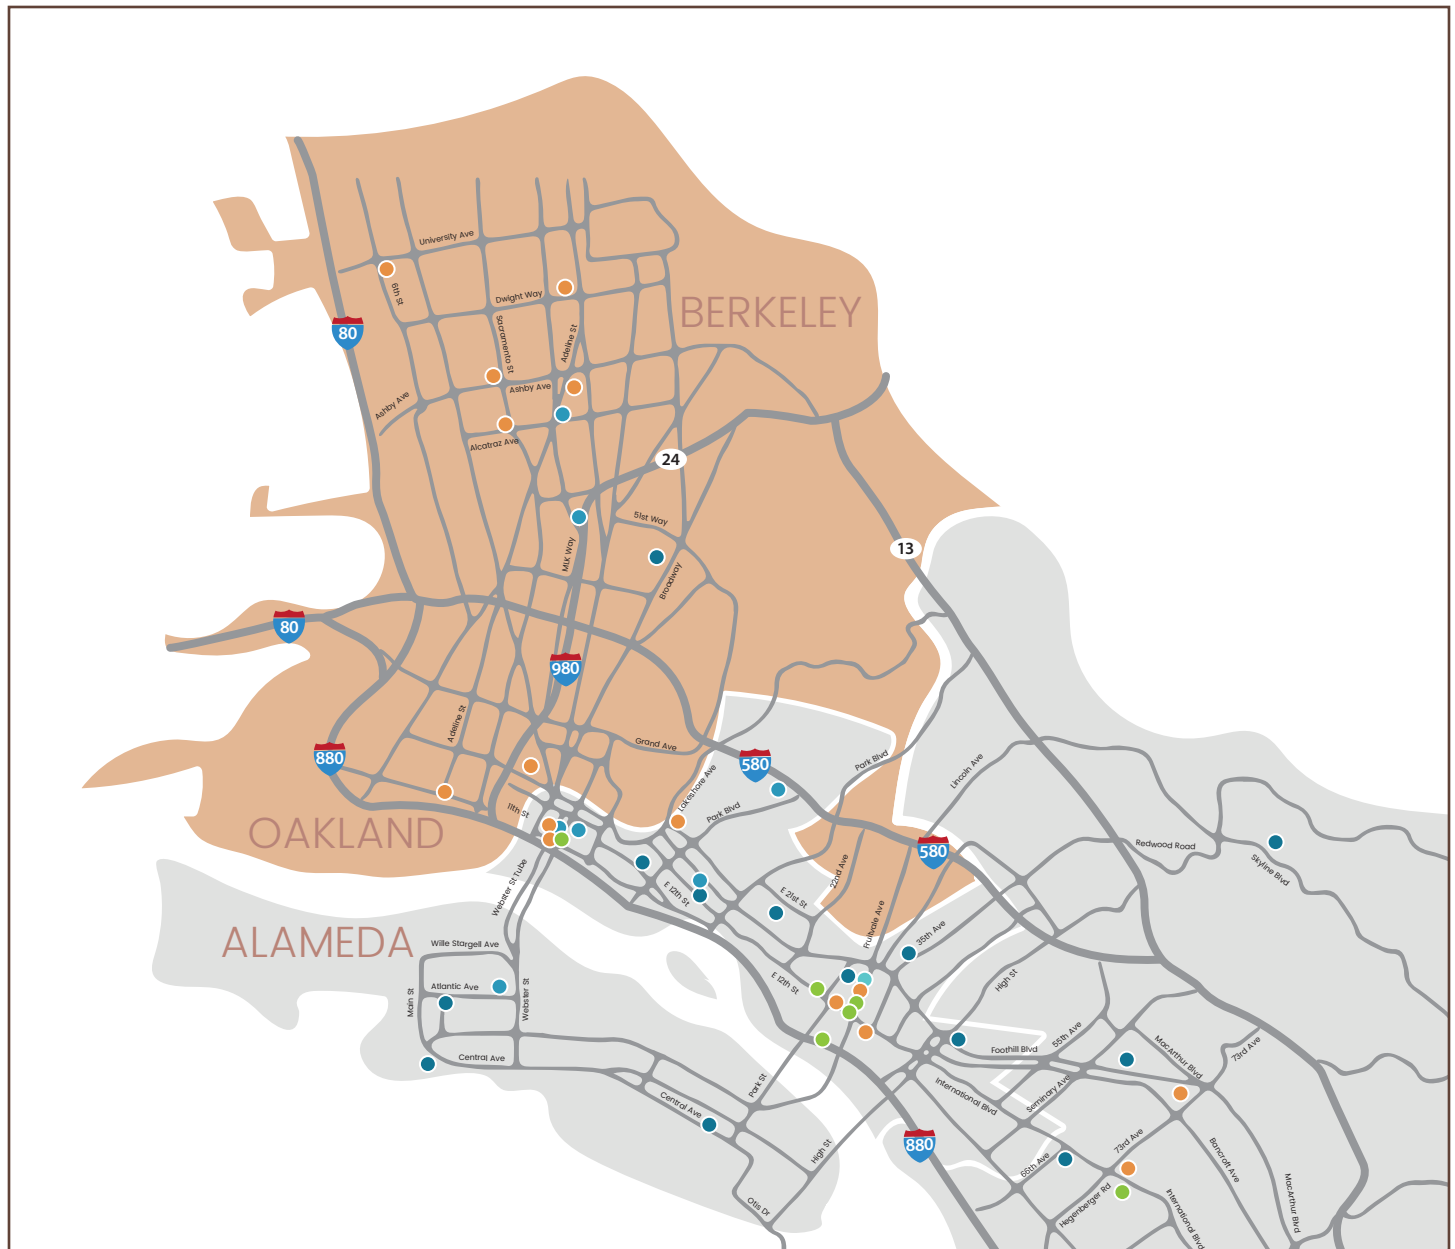 University Ave
6th St
Dwight Way
BERKELEY
80
Sacramento St
Adeline St
Ashby Ave
Ashby Ave
Alcatraz Ave
24
51st Way
MLK Way
13
Broadway
80
980
Adeline St
Grand Ave
880
580
Park Blvd
Lakeshore Ave
Lincoln Ave
11th St
Park Blvd
OAKLAND
580
Redwood Road
Skyline Blvd
Webster St Tube
22nd Ave
E 12th St
E 21st St
Fruitvale Ave
35th Ave
ALAMEDA
Wille Stargell Ave
E 12th St
High St
Atlantic Ave
Main St
Webster St
55th Ave
Foothill Blvd
MacArthur Blvd
73rd Ave
Central Ave
Park St
International Blvd
Seminary Ave
Central Ave
880
73rd Ave
High St
66th Ave
Bancroft Ave
Hegenberger Rd
International Blvd
MacArthur Blvd
Otis Dr